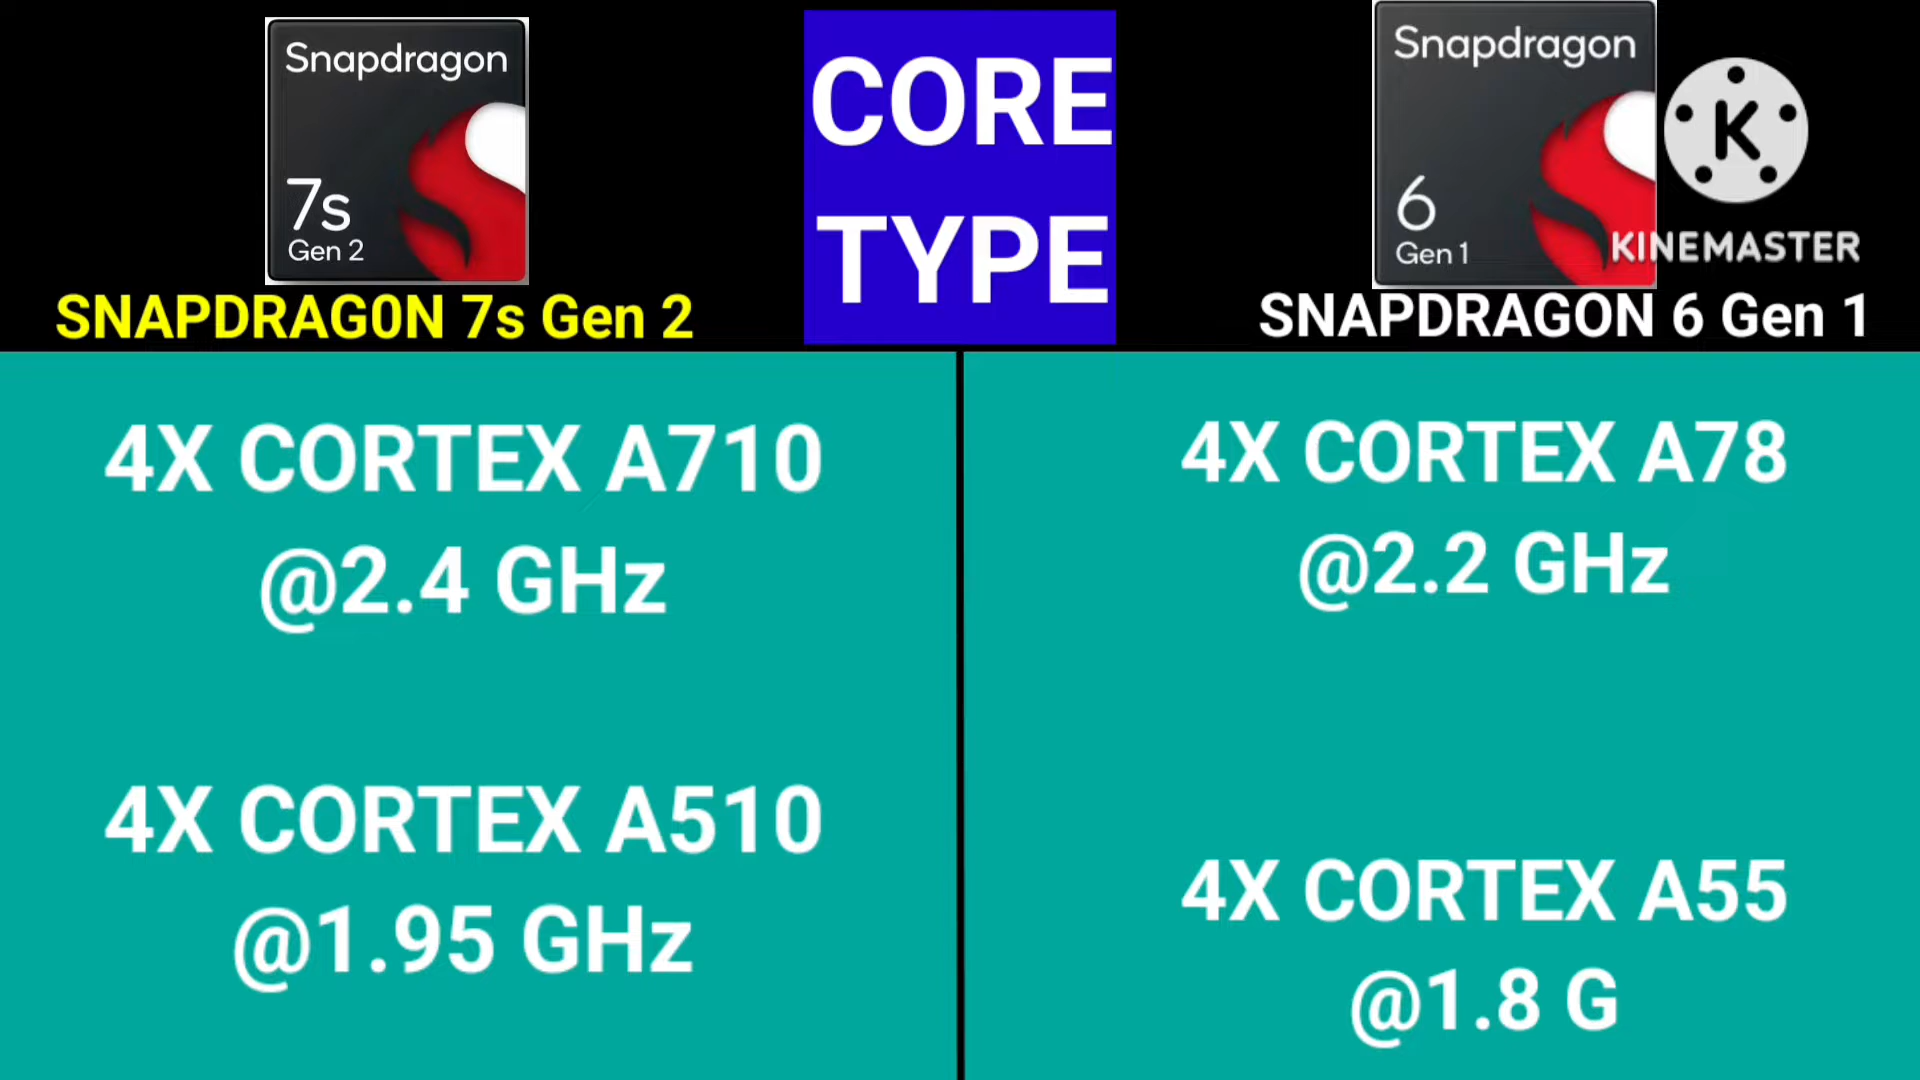 Snapdragon
7s
Gen 2
SNAPDRAG0N 7s Gen 2
CORE
TYPE
Snapdragon
6
Gen 1
K
KINEMASTER
SNAPDRAGON 6 Gen 1
4X CORTEX A710
@2.4 GHz
4X CORTEX A510
@1.95 GHz
4X CORTEX A78
@2.2 GHz
4X CORTEX A55
@1.8 G